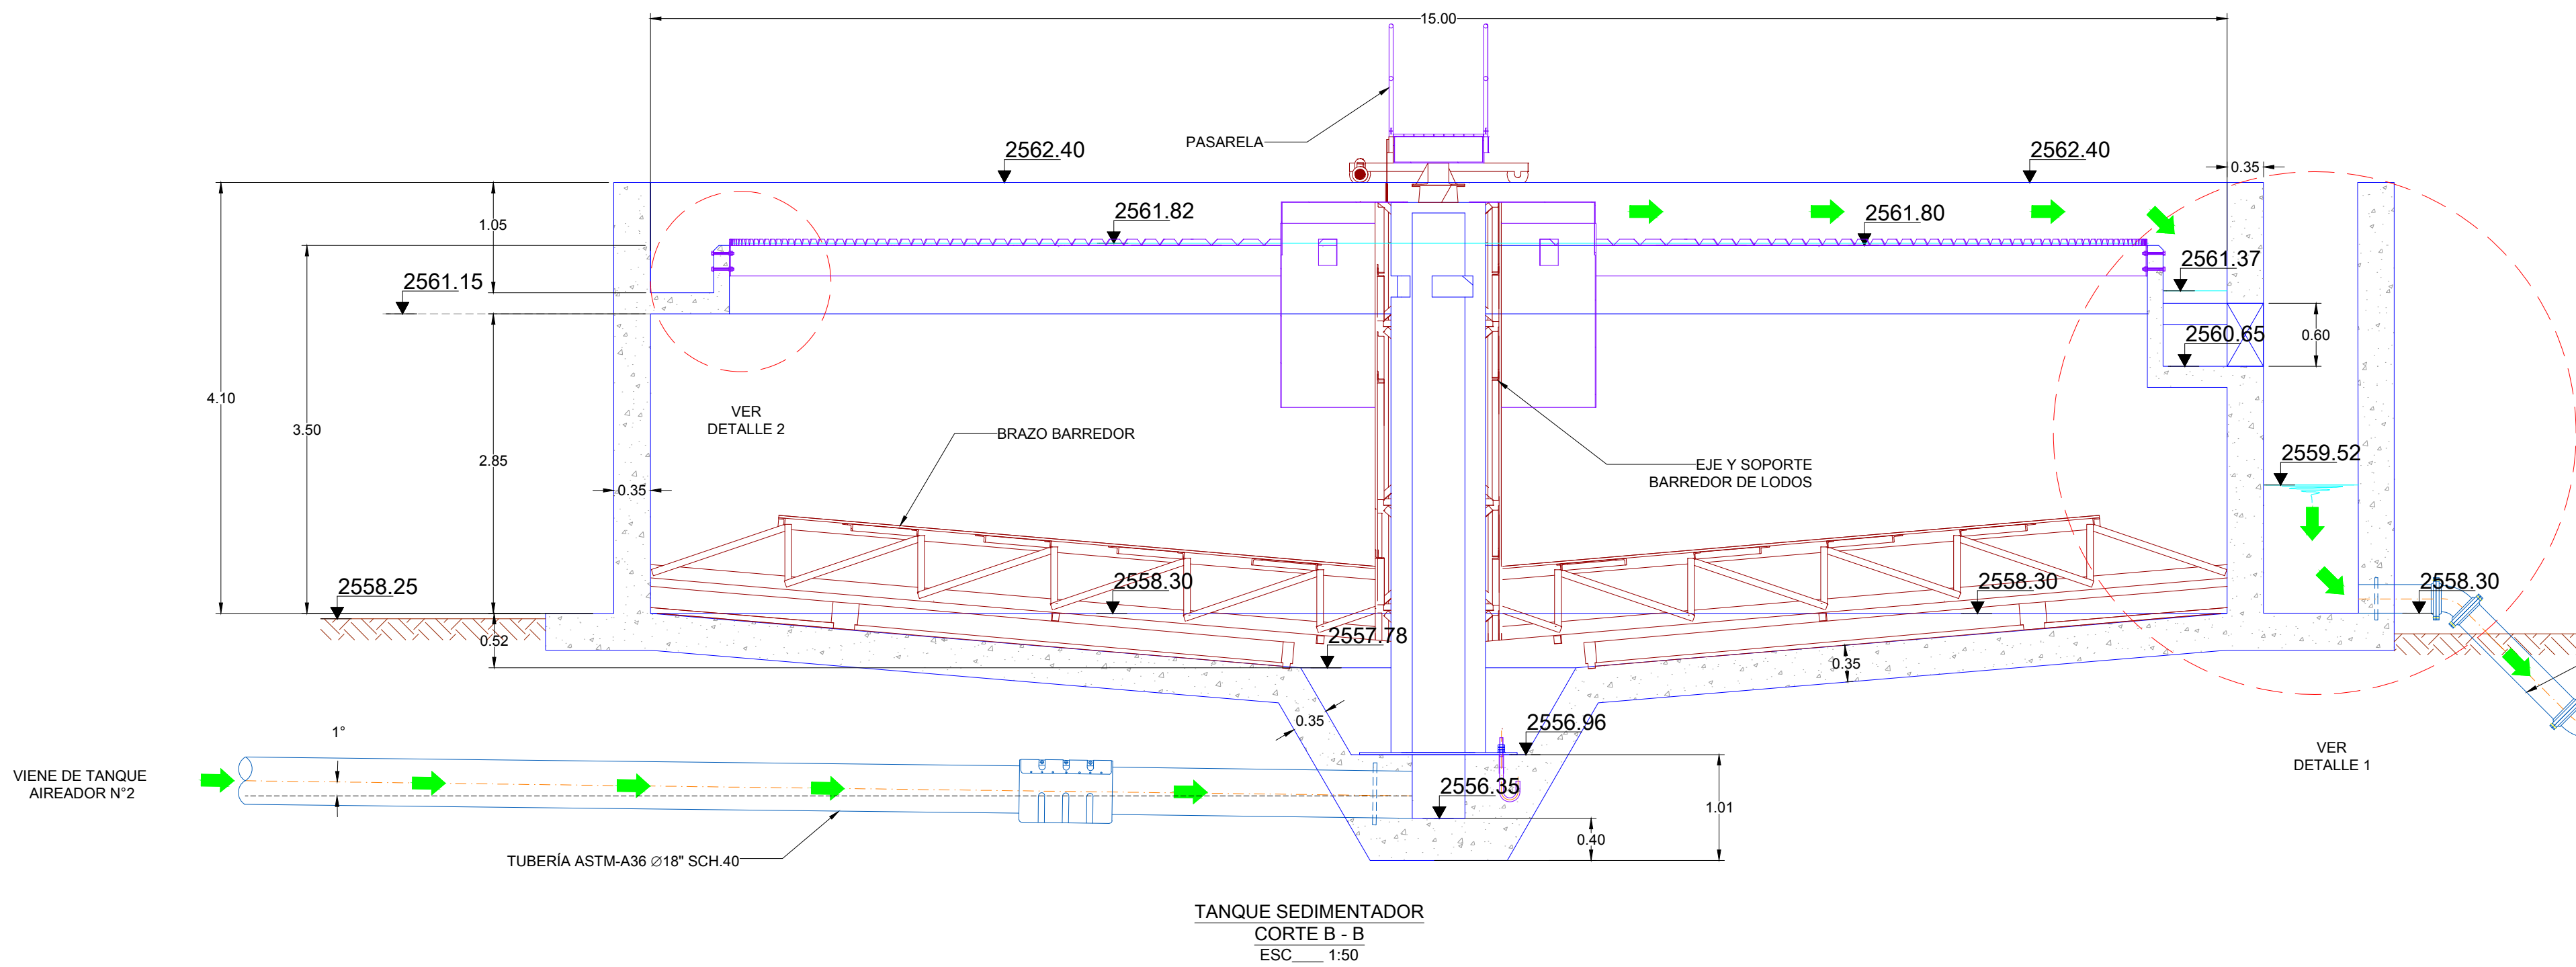 15.00
PASARELA
2562.40
2562.40
0.35
1.05
2561.82
2561.80
2561.15
2561.37
2560.65
0.60
4.10
3.50
2.85
VER
DETALLE 2
BRAZO BARREDOR
EJE Y SOPORTE
BARREDOR DE LODOS
2559.52
0.35
2558.25
2558.30
2558.30
2558.30
0.52
2557.78
0.35
0.35
2556.96
1°
VIENE DE TANQUE
AIREADOR N°2
2556.35
1.01
0.40
VER
DETALLE 1
TUBERÍA ASTM-A36 ∅18" SCH.40
TANQUE SEDIMENTADOR
CORTE B - B
ESC____ 1:50